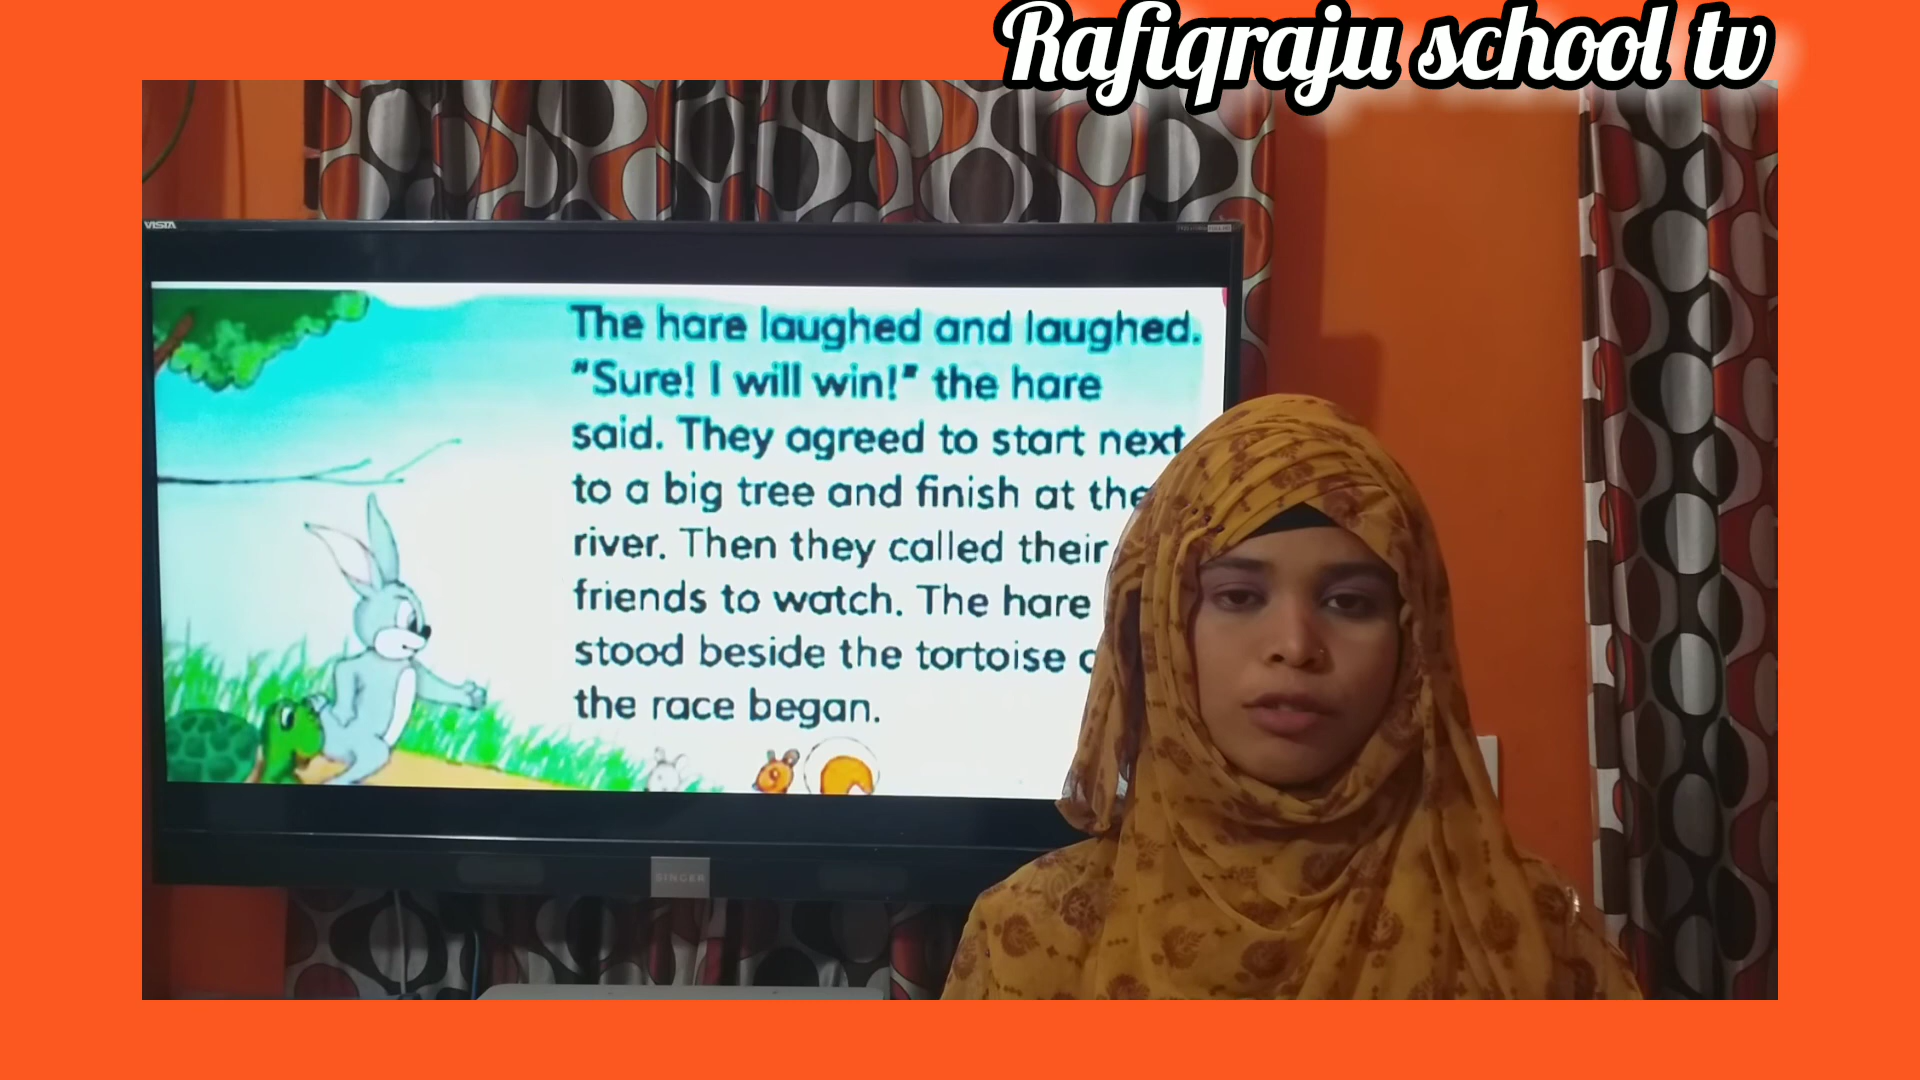 Rafiqraju school tv
VISTA
The hare laughed and laughed.
"Sure! I will win!" the hare
said. They agreed to start next
to a big tree and finish at the
river. Then they called their
friends to watch. The hare
stood beside the tortoise
the race began.
SINGER